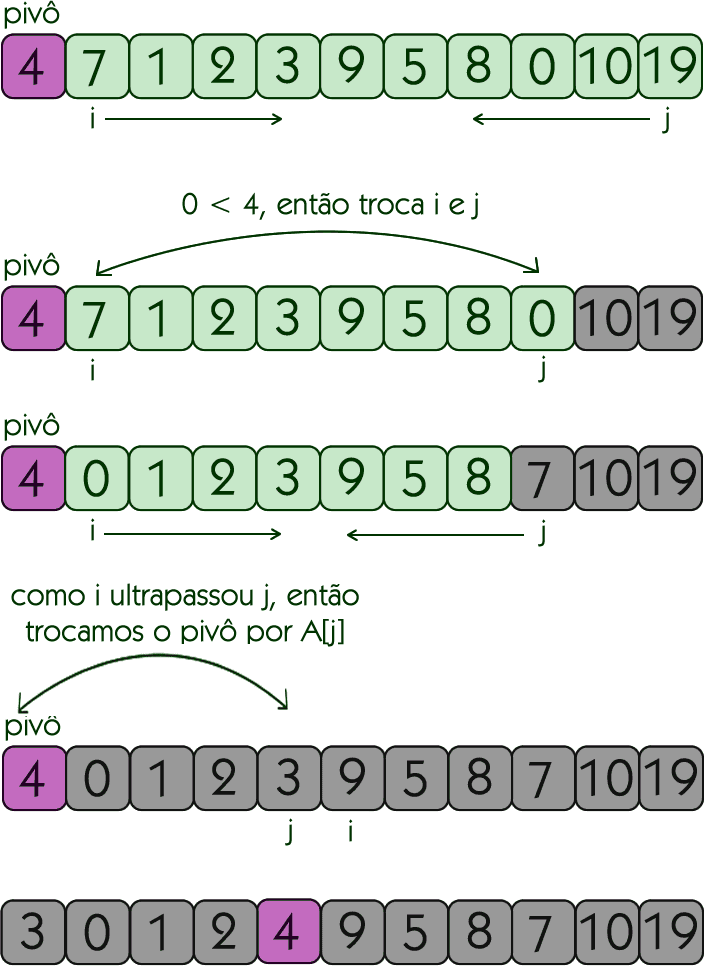 pivô
4 7 1 2 3 9 5 8 0 10 19
i j
0 < 4, então troca i e j
pivô
4 7 1 2 3 9 5 8 0 10 19
i j
pivô
4 0 1 2 3 9 5 8 7 10 19
i j
como i ultrapassou j, então
trocamos o pivô por A[j]
pivô
4 0 1 2 3 9 5 8 7 10 19
j i
3 0 1 2 4 9 5 8 7 10 19